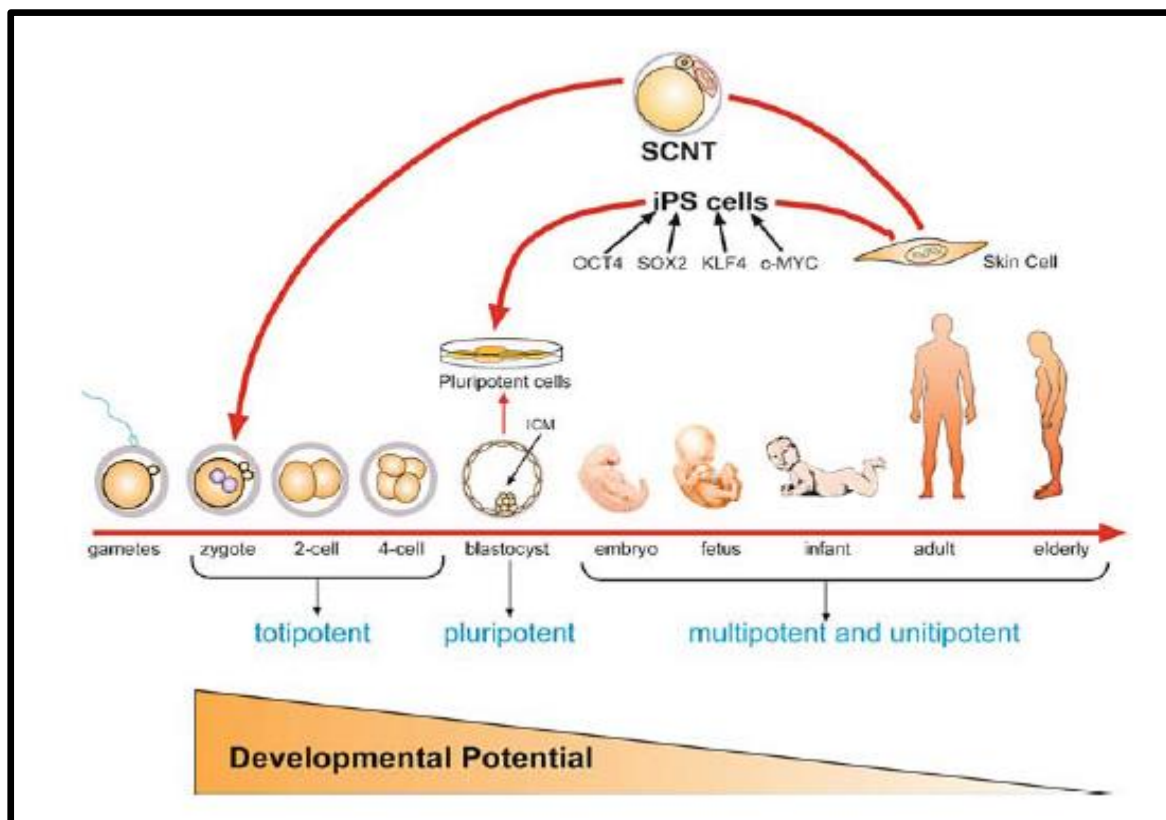 SCNT
iPS cells
OCT4 SOX2 KLF4 c-MYC
Skin Cell
Pluripotent cells
ICM
gametes zygote 2-cell 4-cell blastocyst embryo fetus infant adult elderly
totipotent pluripotent multipotent and unitipotent
Developmental Potential